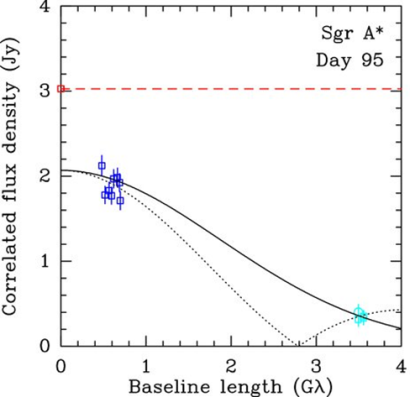 Sgr A*
Day 95
Correlated flux density (Jy)
4
3
2
1
0
0 1 2 3 4
Baseline length (Gλ)